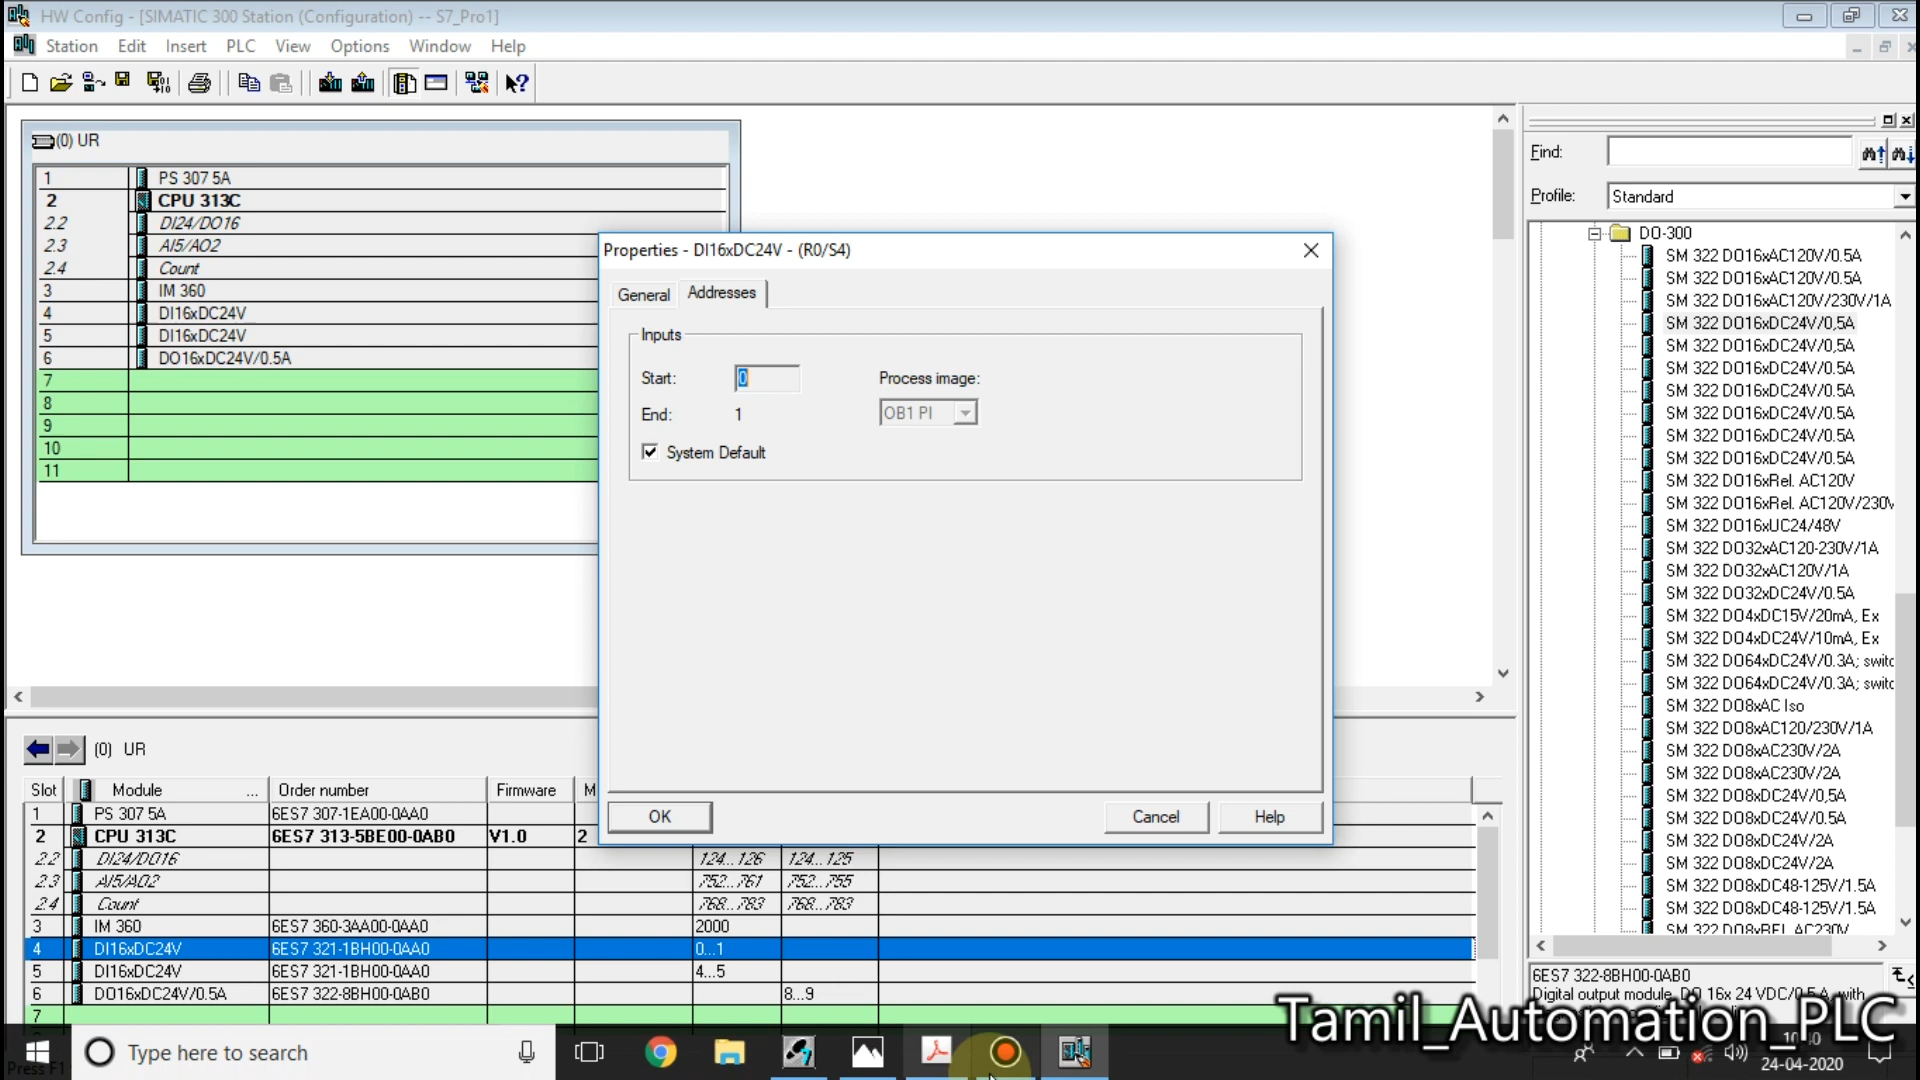 HW Config - [SIMATIC 300 Station (Configuration) -- S7_Pro1]
Station Edit Insert PLC View Options Window Help
(0) UR
1 PS 307 5A
2 CPU 313C
2.2 DI24/DO16
2.3 AI5/AO2
2.4 Count
3 IM 360
4 DI16xDC24V
5 DI16xDC24V
6 DO16xDC24V/0.5A
7
8
9
10
11
Properties - DI16xDC24V - (R0/S4)
General Addresses
Inputs
Start: 0 Process image:
End: 1 OB1 PI
System Default
OK Cancel Help
Find:
Profile: Standard
DO-300
SM 322 DO16xAC120V/0.5A
SM 322 DO16xAC120V/0.5A
SM 322 DO16xAC120V/230V/1A
SM 322 DO16xDC24V/0,5A
SM 322 DO16xDC24V/0,5A
SM 322 DO16xDC24V/0.5A
SM 322 DO16xDC24V/0.5A
SM 322 DO16xDC24V/0.5A
SM 322 DO16xDC24V/0.5A
SM 322 DO16xDC24V/0.5A
SM 322 DO16xRel. AC120V
SM 322 DO16xRel. AC120V/230V
SM 322 DO16xUC24/48V
SM 322 DO32xAC120-230V/1A
SM 322 DO32xAC120V/1A
SM 322 DO32xDC24V/0.5A
SM 322 DO4xDC15V/20mA, Ex
SM 322 DO4xDC24V/10mA, Ex
SM 322 DO64xDC24V/0.3A; switc
SM 322 DO64xDC24V/0.3A; switc
SM 322 DO8xAC Iso
SM 322 DO8xAC120/230V/1A
SM 322 DO8xAC230V/2A
SM 322 DO8xAC230V/2A
SM 322 DO8xDC24V/0,5A
SM 322 DO8xDC24V/0.5A
SM 322 DO8xDC24V/2A
SM 322 DO8xDC24V/2A
SM 322 DO8xDC48-125V/1.5A
SM 322 DO8xDC48-125V/1.5A
SM 322 DO8xREL AC230V
6ES7 322-8BH00-0AB0
Digital output module, DO 16x 24 VDC/0.5 A, with
(0) UR
Slot Module ... Order number Firmware M
1 PS 307 5A 6ES7 307-1EA00-0AA0
2 CPU 313C 6ES7 313-5BE00-0AB0 V1.0 2
2.2 DI24/DO16 124...126 124...125
2.3 AI5/AO2 752...761 752...755
2.4 Count 768...783 768...783
3 IM 360 6ES7 360-3AA00-0AA0 2000
4 DI16xDC24V 6ES7 321-1BH00-0AA0 0...1
5 DI16xDC24V 6ES7 321-1BH00-0AA0 4...5
6 DO16xDC24V/0.5A 6ES7 322-8BH00-0AB0 8...9
7
Tamil_Automation_PLC
Press F1
Type here to search
24-04-2020